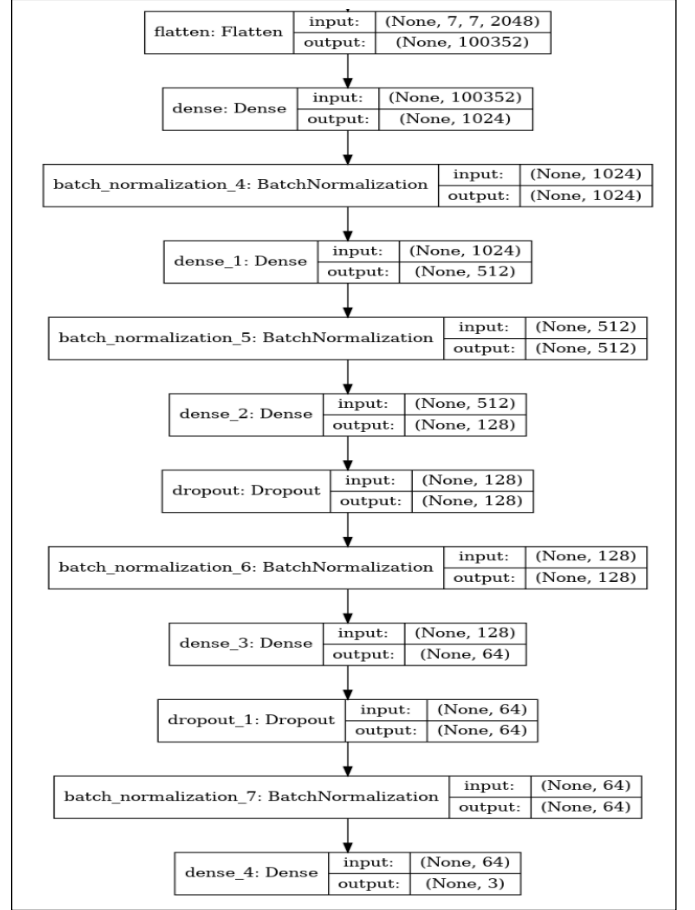 flatten: Flatten input: (None, 7, 7, 2048)
output: (None, 100352)
dense: Dense input: (None, 100352)
output: (None, 1024)
batch_normalization_4: BatchNormalization input: (None, 1024)
output: (None, 1024)
dense_1: Dense input: (None, 1024)
output: (None, 512)
batch_normalization_5: BatchNormalization input: (None, 512)
output: (None, 512)
dense_2: Dense input: (None, 512)
output: (None, 128)
dropout: Dropout input: (None, 128)
output: (None, 128)
batch_normalization_6: BatchNormalization input: (None, 128)
output: (None, 128)
dense_3: Dense input: (None, 128)
output: (None, 64)
dropout_1: Dropout input: (None, 64)
output: (None, 64)
batch_normalization_7: BatchNormalization input: (None, 64)
output: (None, 64)
dense_4: Dense input: (None, 64)
output: (None, 3)